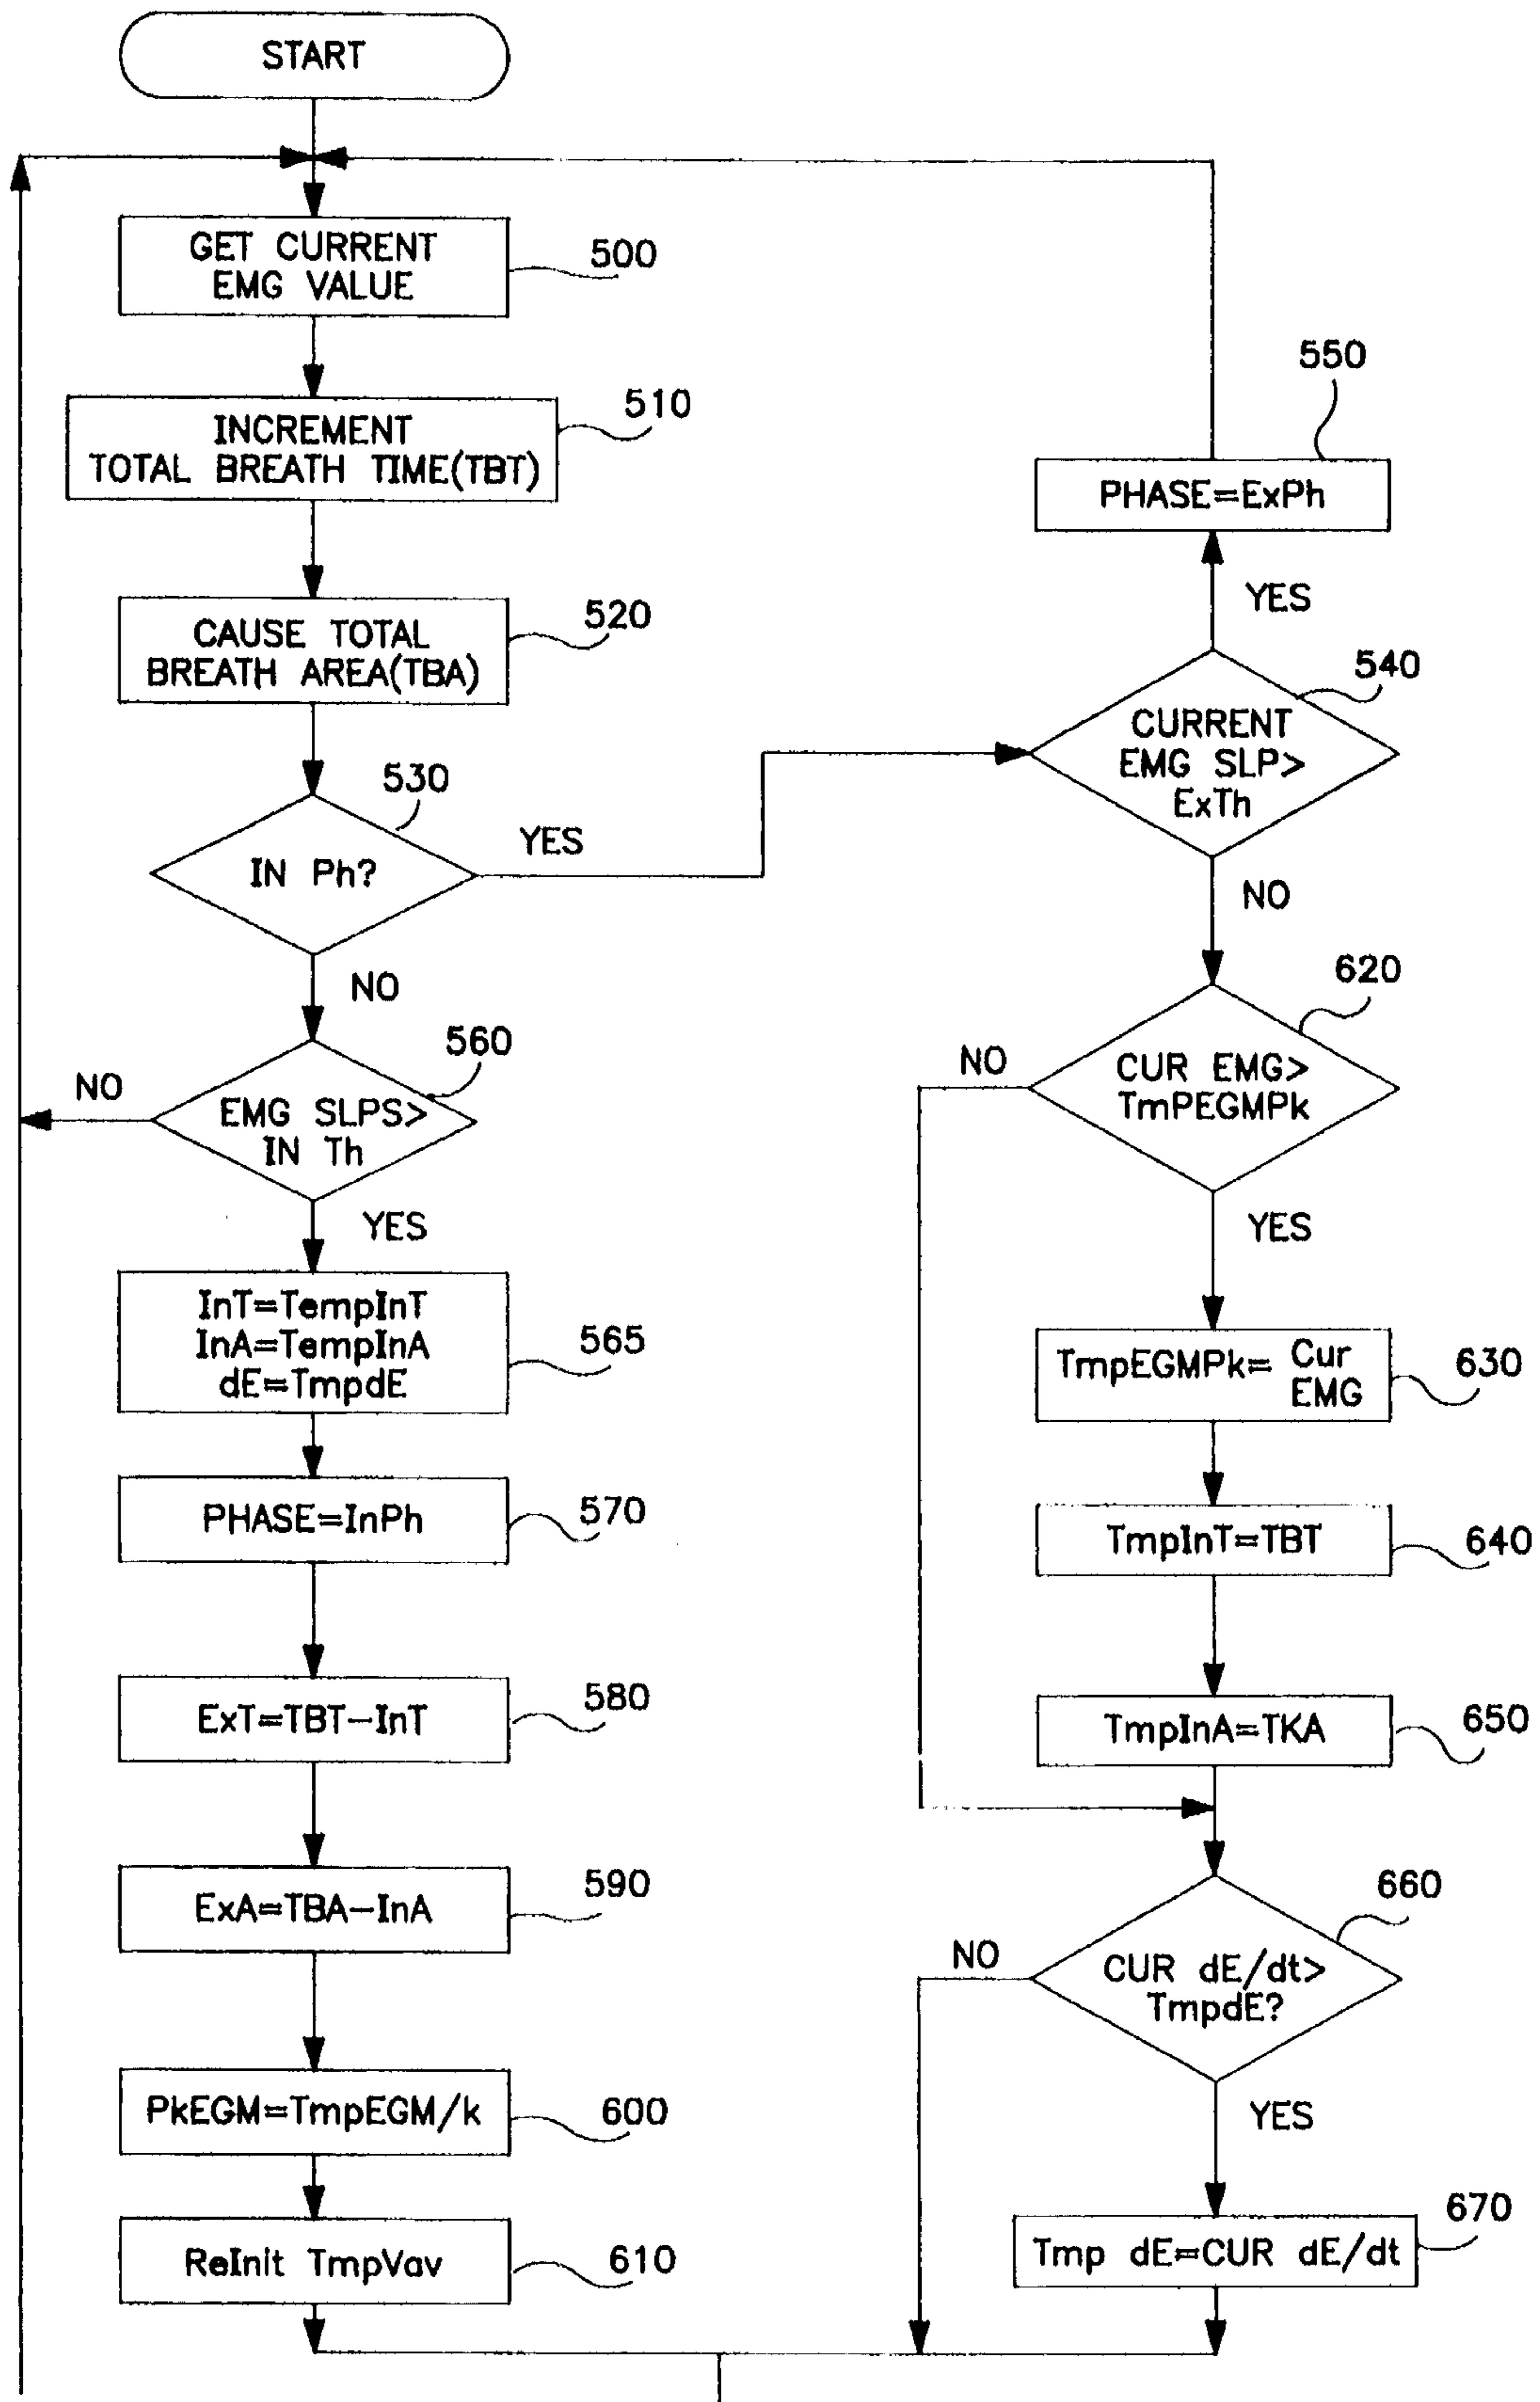 START
GET CURRENT
EMG VALUE
500
INCREMENT
TOTAL BREATH TIME(TBT)
510
CAUSE TOTAL
BREATH AREA(TBA)
520
IN Ph?
530
YES
NO
EMG SLPS>
IN Th
560
NO
YES
InT=TempInT
InA=TempInA
dE=TmpdE
565
PHASE=InPh
570
ExT=TBT-InT
580
ExA=TBA-InA
590
PkEGM=TmpEGM/k
600
ReInit TmpVav
610
550
PHASE=ExPh
YES
540
CURRENT
EMG SLP>
ExTh
NO
620
CUR EMG>
TmPEGMPk
NO
YES
TmpEGMPk= Cur
EMG
630
TmpInT=TBT
640
TmpInA=TKA
650
660
CUR dE/dt>
TmpdE?
NO
YES
670
Tmp dE=CUR dE/dt